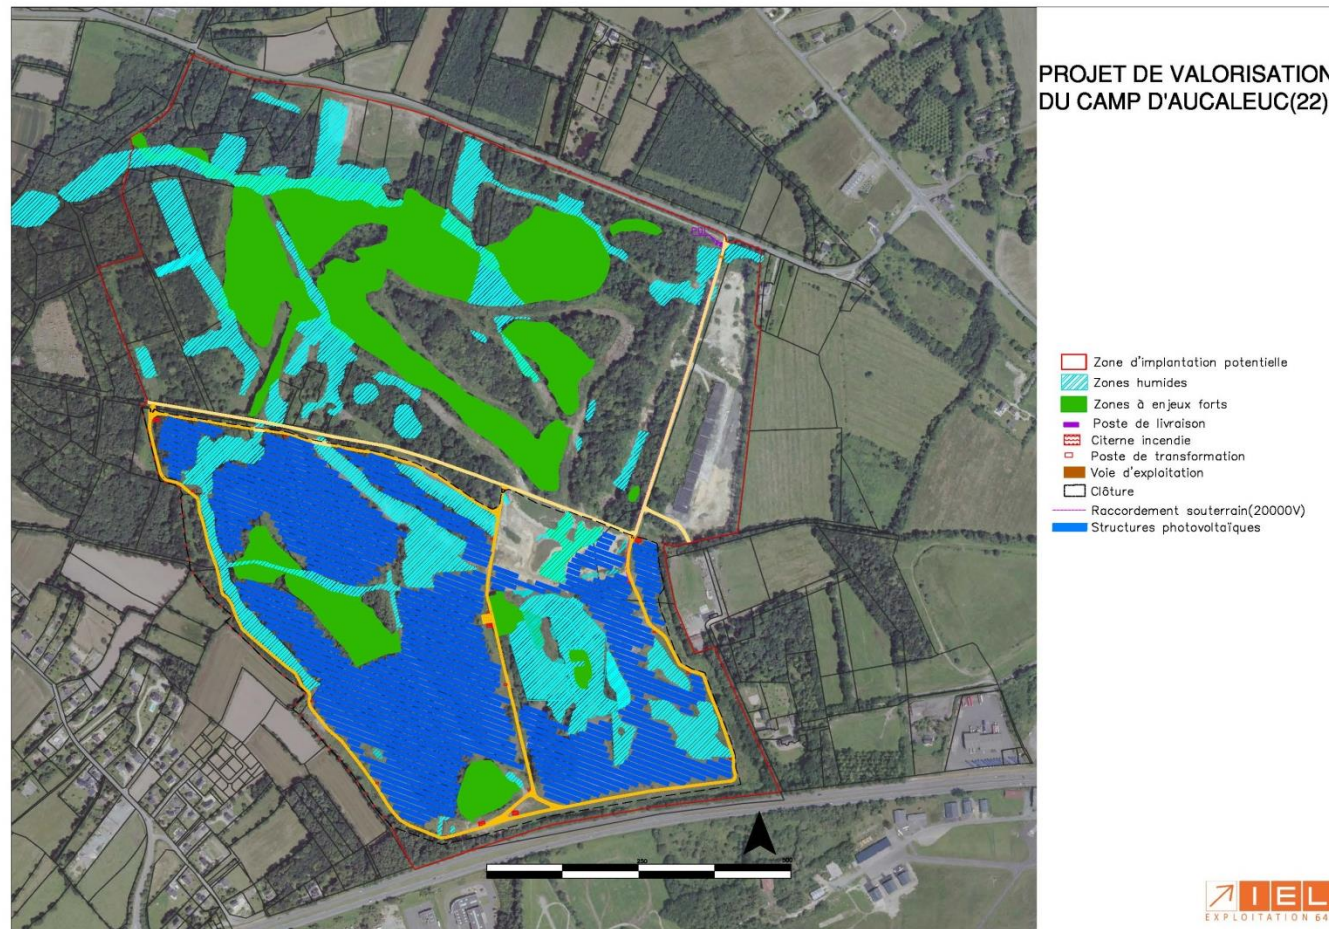 PROJET DE VALORISATION
DU CAMP D'AUCALEUC(22)
PDL
Zone d'implantation potentielle
Zones humides
Zones à enjeux forts
Poste de livraison
Citerne incendie
Poste de transformation
Voie d'exploitation
Clôture
Raccordement souterrain(20000V)
Structures photovoltaïques
IEL
EXPLOITATION 64